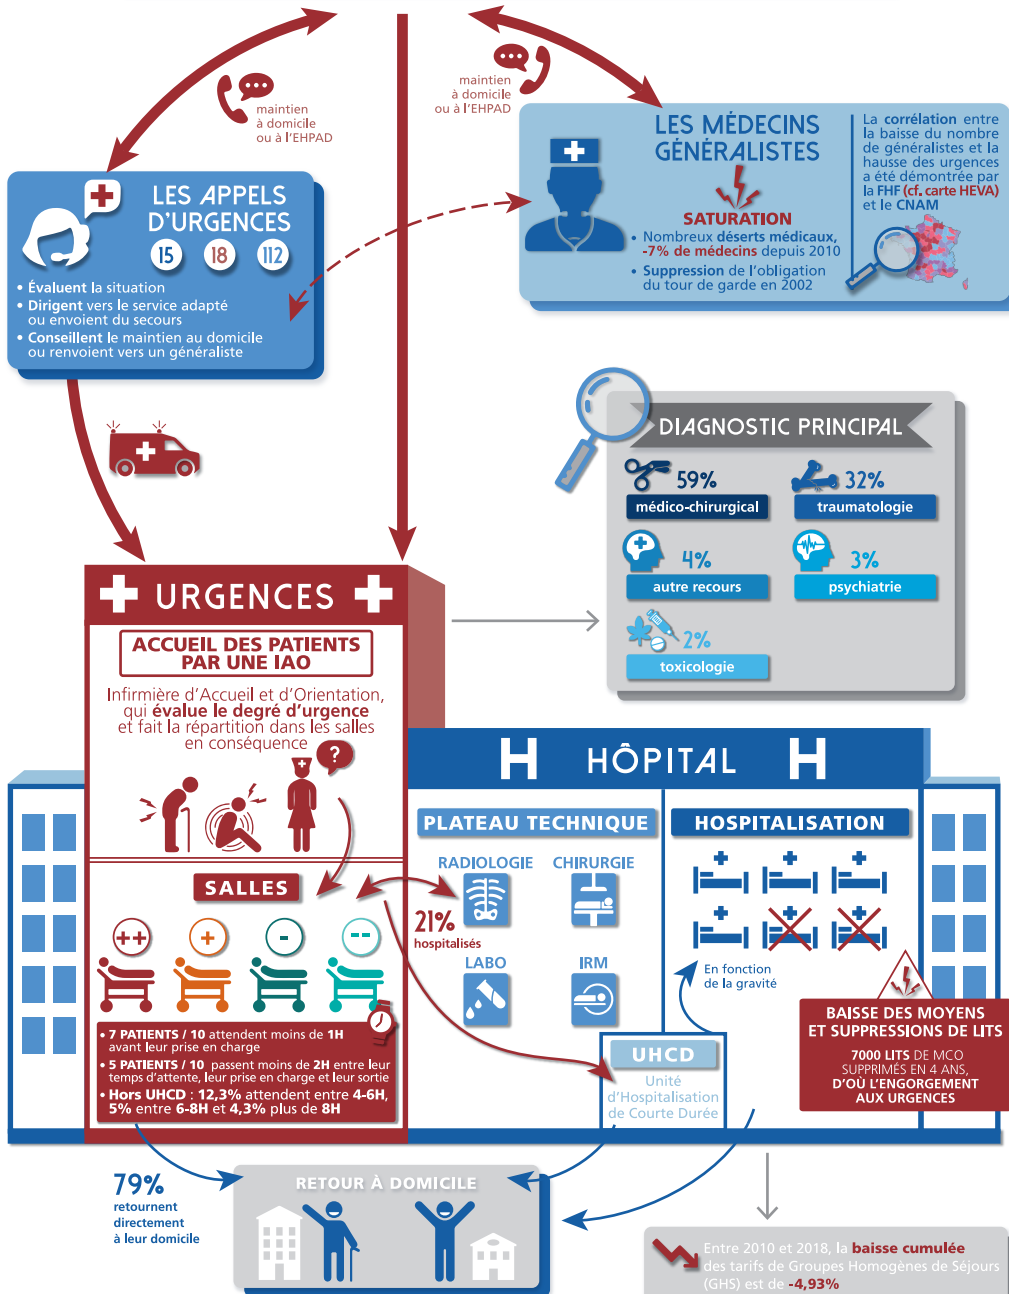 maintien
à domicile
ou à l'EHPAD
maintien
à domicile
ou à l'EHPAD
LES APPELS
D'URGENCES
15 18 112
• Évaluent la situation
• Dirigent vers le service adapté
ou envoient du secours
• Conseillent le maintien au domicile
ou renvoient vers un généraliste
LES MÉDECINS
GÉNÉRALISTES
SATURATION
• Nombreux déserts médicaux,
-7% de médecins depuis 2010
• Suppression de l'obligation
du tour de garde en 2002
La corrélation entre
la baisse du nombre
de généralistes et la
hausse des urgences
a été démontrée par
la FHF (cf. carte HEVA)
et le CNAM
DIAGNOSTIC PRINCIPAL
59%
médico-chirurgical
32%
traumatologie
4%
autre recours
3%
psychiatrie
2%
toxicologie
URGENCES
ACCUEIL DES PATIENTS
PAR UNE IAO
Infirmière d'Accueil et d'Orientation,
qui évalue le degré d'urgence
et fait la répartition dans les salles
en conséquence
?
SALLES
++ + - --
• 7 PATIENTS / 10 attendent moins de 1H
avant leur prise en charge
• 5 PATIENTS / 10 passent moins de 2H entre leur
temps d'attente, leur prise en charge et leur sortie
• Hors UHCD : 12,3% attendent entre 4-6H,
5% entre 6-8H et 4,3% plus de 8H
H HÔPITAL H
PLATEAU TECHNIQUE
RADIOLOGIE CHIRURGIE
21%
hospitalisés
LABO IRM
HOSPITALISATION
En fonction
de la gravité
UHCD
Unité
d'Hospitalisation
de Courte Durée
BAISSE DES MOYENS
ET SUPPRESSIONS DE LITS
7000 LITS DE MCO
SUPPRIMÉS EN 4 ANS,
D'OÙ L'ENGORGEMENT
AUX URGENCES
79%
retournent
directement
à leur domicile
RETOUR À DOMICILE
Entre 2010 et 2018, la baisse cumulée
des tarifs de Groupes Homogènes de Séjours
(GHS) est de -4,93%